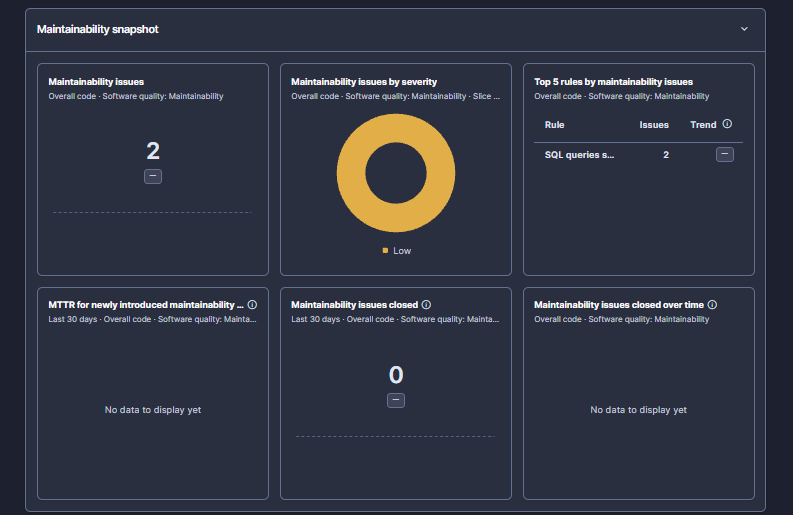 Maintainability snapshot
Maintainability issues
Overall code · Software quality: Maintainability
2
–
Maintainability issues by severity
Overall code · Software quality: Maintainability · Slice ...
Low
Top 5 rules by maintainability issues
Overall code · Software quality: Maintainability
Rule Issues Trend
SQL queries s... 2 –
MTTR for newly introduced maintainability ...
Last 30 days · Overall code · Software quality: Mainta...
No data to display yet
Maintainability issues closed
Last 30 days · Overall code · Software quality: Mainta...
0
–
Maintainability issues closed over time
Overall code · Software quality: Maintainability
No data to display yet